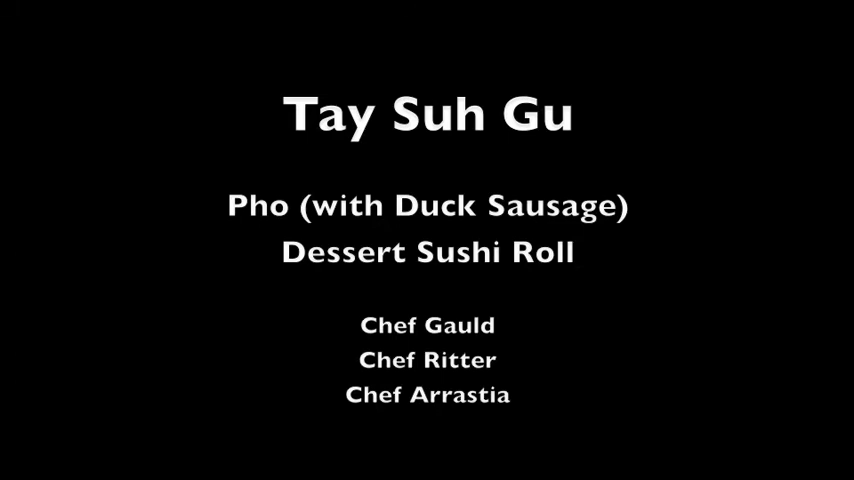 Tay Suh Gu
Pho (with Duck Sausage)
Dessert Sushi Roll
Chef Gauld
Chef Ritter
Chef Arrastia